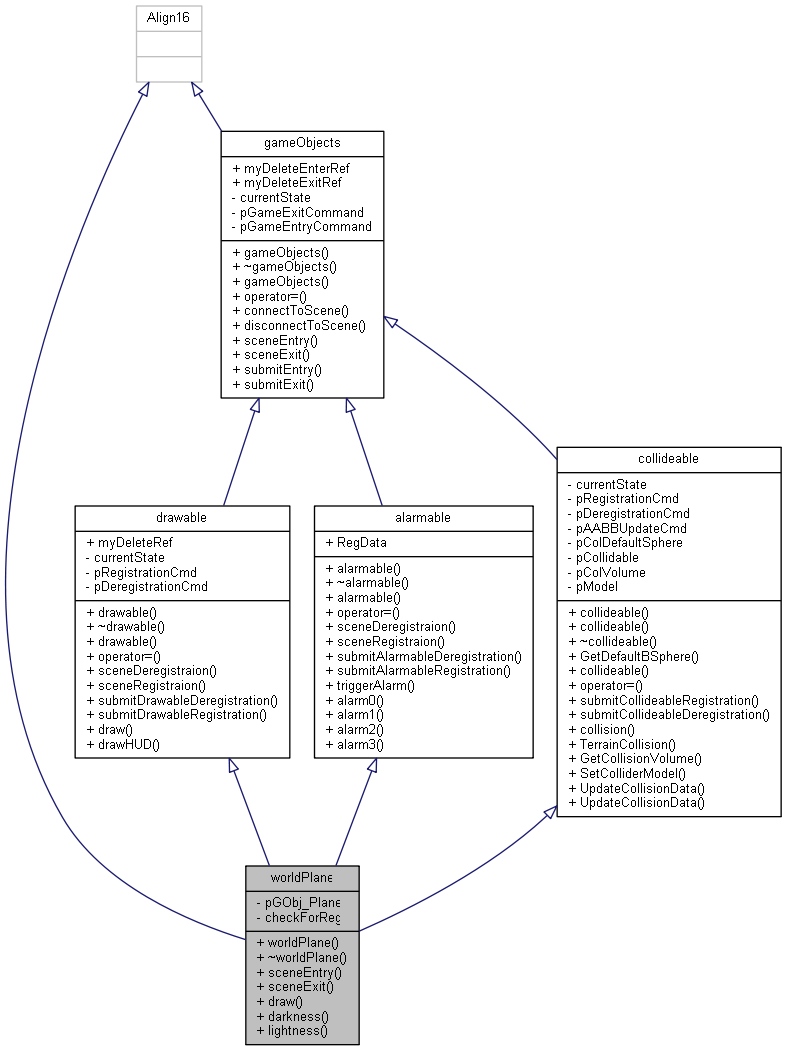 Align16
gameObjects
+ myDeleteEnterRef
+ myDeleteExitRef
- currentState
- pGameExitCommand
- pGameEntryCommand
+ gameObjects()
+ ~gameObjects()
+ gameObjects()
+ operator=()
+ connectToScene()
+ disconnectToScene()
+ sceneEntry()
+ sceneExit()
+ submitEntry()
+ submitExit()
drawable
+ myDeleteRef
- currentState
- pRegistrationCmd
- pDeregistrationCmd
+ drawable()
+ ~drawable()
+ drawable()
+ operator=()
+ sceneDeregistraion()
+ sceneRegistraion()
+ submitDrawableDeregistration()
+ submitDrawableRegistration()
+ draw()
+ drawHUD()
alarmable
+ RegData
+ alarmable()
+ ~alarmable()
+ alarmable()
+ operator=()
+ sceneDeregistraion()
+ sceneRegistraion()
+ submitAlarmableDeregistration()
+ submitAlarmableRegistration()
+ triggerAlarm()
+ alarm0()
+ alarm1()
+ alarm2()
+ alarm3()
collideable
- currentState
- pRegistrationCmd
- pDeregistrationCmd
- pAABBUpdateCmd
- pColDefaultSphere
- pCollidable
- pColVolume
- pModel
+ collideable()
+ collideable()
+ ~collideable()
+ GetDefaultBSphere()
+ collideable()
+ operator=()
+ submitCollideableRegistration()
+ submitCollideableDeregistration()
+ collision()
+ TerrainCollision()
+ GetCollisionVolume()
+ SetColliderModel()
+ UpdateCollisionData()
+ UpdateCollisionData()
worldPlane
- pGObj_Plane
- checkForReg
+ worldPlane()
+ ~worldPlane()
+ sceneEntry()
+ sceneExit()
+ draw()
+ darkness()
+ lightness()